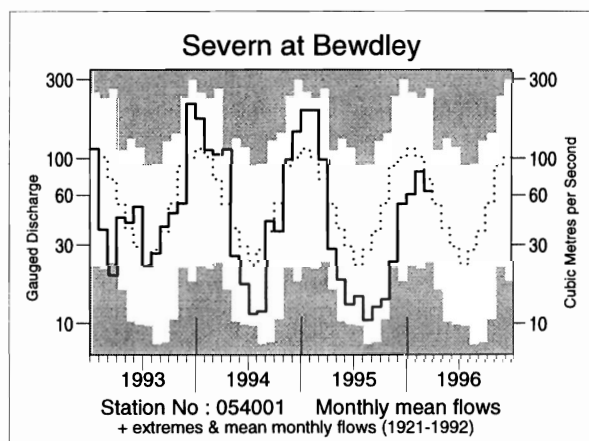 Severn at Bewdley
300
100
60
30
10
Gauged Discharge
300
100
60
30
10
Cubic Metres per Second
1993 1994 1995 1996
Station No : 054001 Monthly mean flows
+ extremes & mean monthly flows (1921-1992)